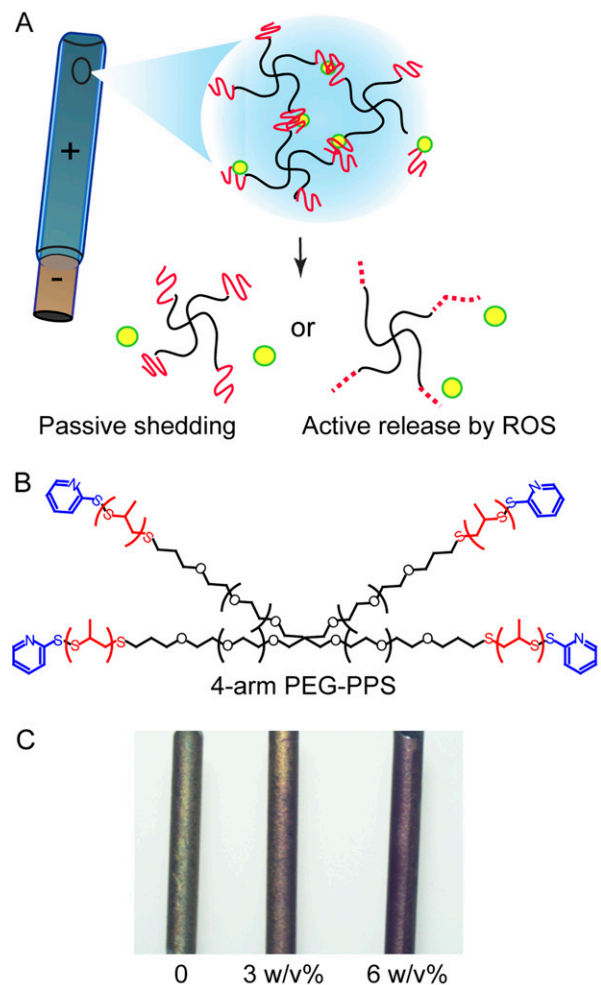 A
+
-
or
Passive shedding
Active release by ROS
B
N S S S S O O O O O O S S S N
N S S S O O O O O O S S S N
4-arm PEG-PPS
C
0 3 w/v% 6 w/v%